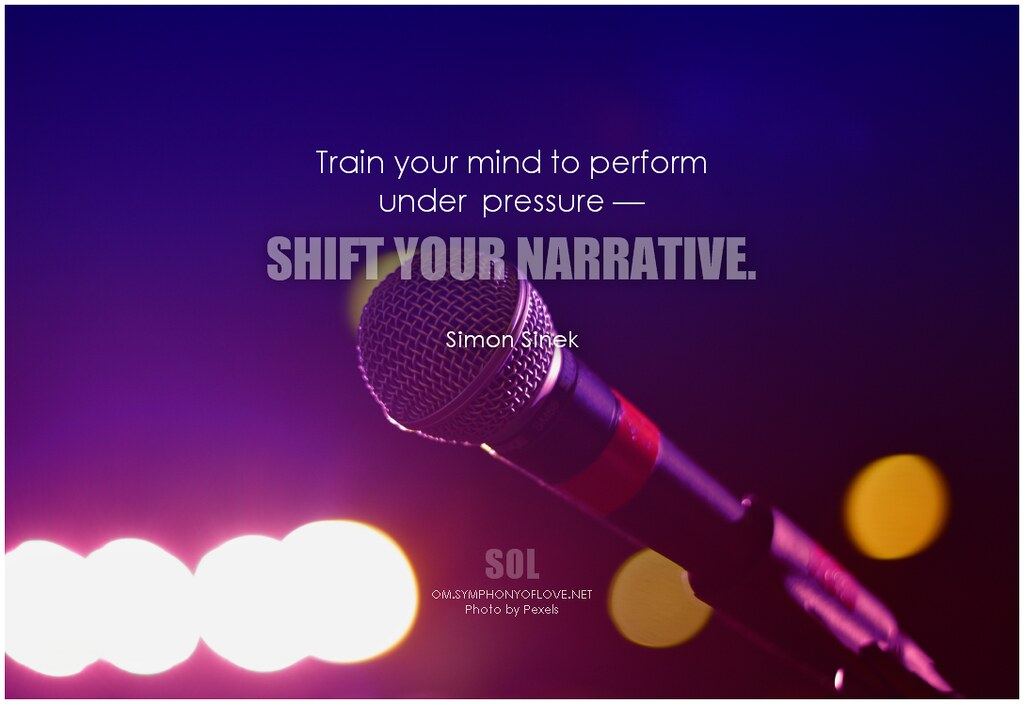 Train your mind to perform
under pressure —
SHIFT YOUR NARRATIVE.
Simon Sinek
SOL
OM.SYMPHONYOFLOVE.NET
Photo by Pexels